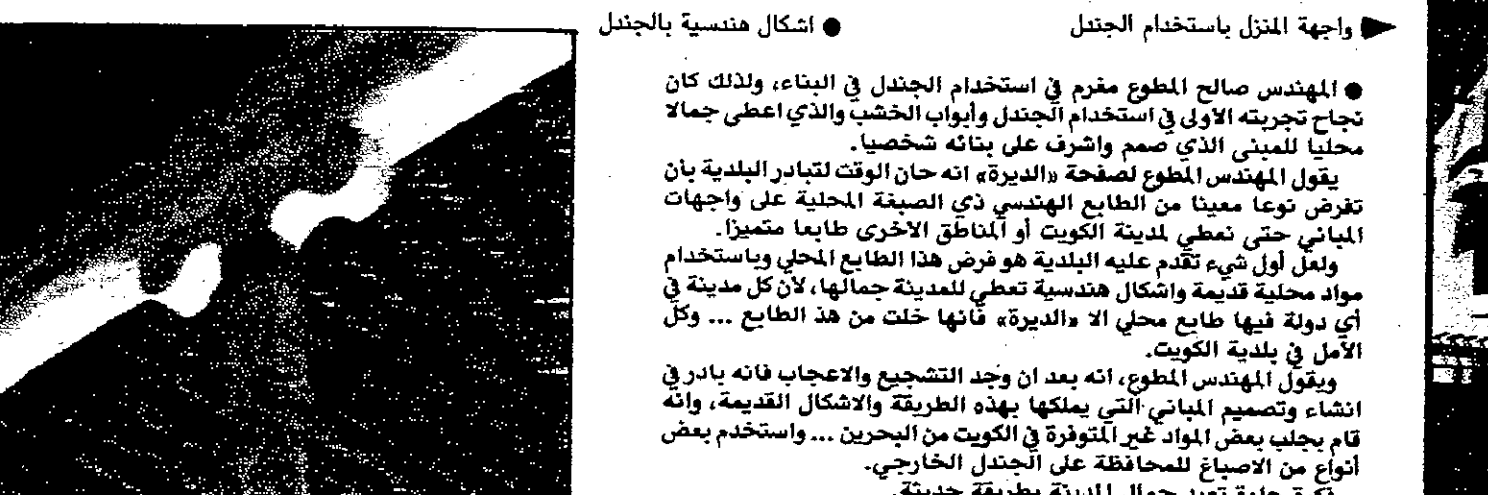 واجهة المنزل باستخدام الجندل
● اشكال هندسية بالجندل
● المهندس صالح المطوع مغرم في استخدام الجندل في البناء، ولذلك كان
نجاح تجربته الاولى في استخدام الجندل وأبواب الخشب والذي اعطى جمالا
محليا للمبنى الذي صمم واشرف على بنائه شخصيا.
يقول المهندس المطوع لصفحة «الديرة» انه حان الوقت لتبادر البلدية بأن
تفرض نوعا معينا من الطابع الهندسي ذي الصبغة المحلية على واجهات
المباني حتى نعطي لمدينة الكويت أو المناطق الاخرى طابعا متميزا.
ولعل أول شيء تقدم عليه البلدية هو فرض هذا الطابع المحلي وباستخدام
مواد محلية قديمة واشكال هندسية تعطي للمدينة جمالها، لأن كل مدينة في
أي دولة فيها طابع محلي الا «الديرة» فانها خلت من هذ الطابع ... وكل
الأمل في بلدية الكويت.
ويقول المهندس المطوع، انه بعد ان وجد التشجيع والاعجاب فانه بادر في
انشاء وتصميم المباني التي يملكها بهذه الطريقة والاشكال القديمة، وانه
قام بجلب بعض المواد غير المتوفرة في الكويت من البحرين ... واستخدم بعض
أنواع من الاصباغ للمحافظة على الجندل الخارجي.
فكرة جلية تعيد جمال المدينة بطريقة حديثة.